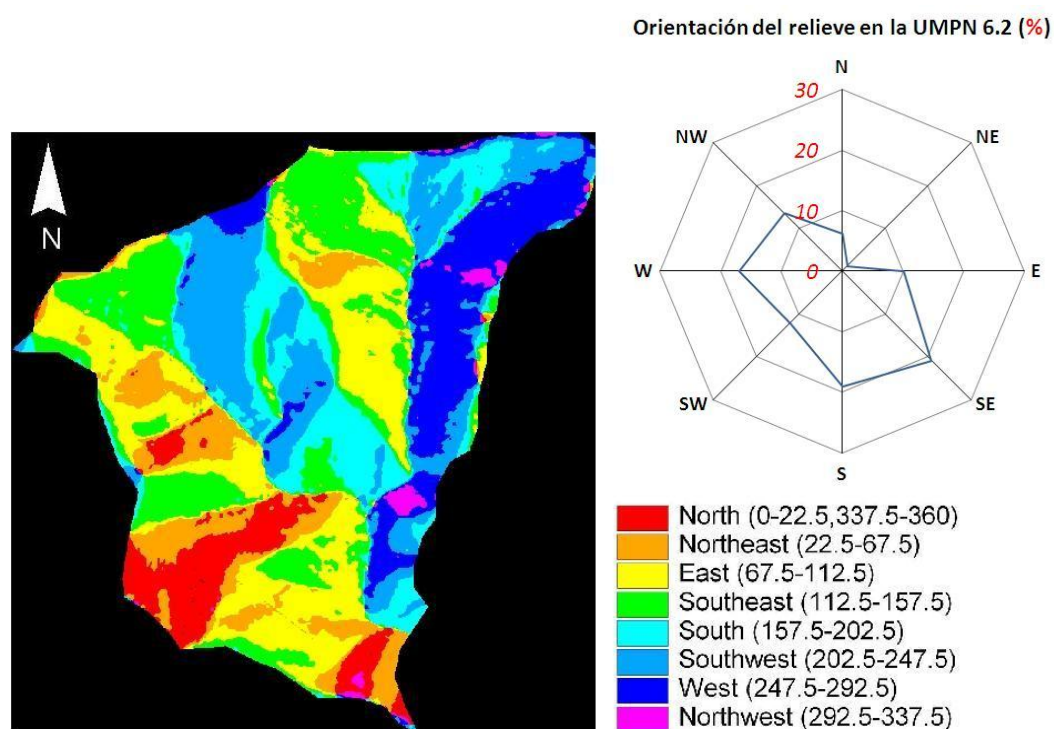 Orientación del relieve en la UMPN 6.2 (%)
N
30
NW
NE
20
10
N
W
0
E
SW
SE
S
North (0-22.5,337.5-360)
Northeast (22.5-67.5)
East (67.5-112.5)
Southeast (112.5-157.5)
South (157.5-202.5)
Southwest (202.5-247.5)
West (247.5-292.5)
Northwest (292.5-337.5)